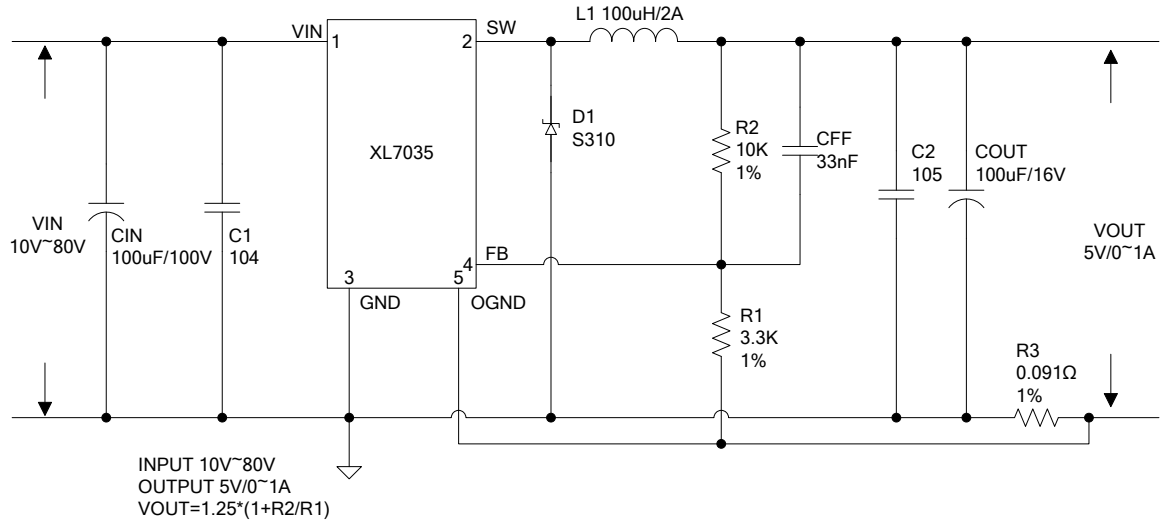 L1 100uH/2A
VIN
1
2
SW
D1
S310
XL7035
R2
10K
1%
CFF
33nF
C2
105
COUT
100uF/16V
VIN
10V~80V
CIN
100uF/100V
C1
104
VOUT
5V/0~1A
4
FB
3
5
GND
OGND
R1
3.3K
1%
R3
0.091Ω
1%
INPUT 10V~80V
OUTPUT 5V/0~1A
VOUT=1.25*(1+R2/R1)